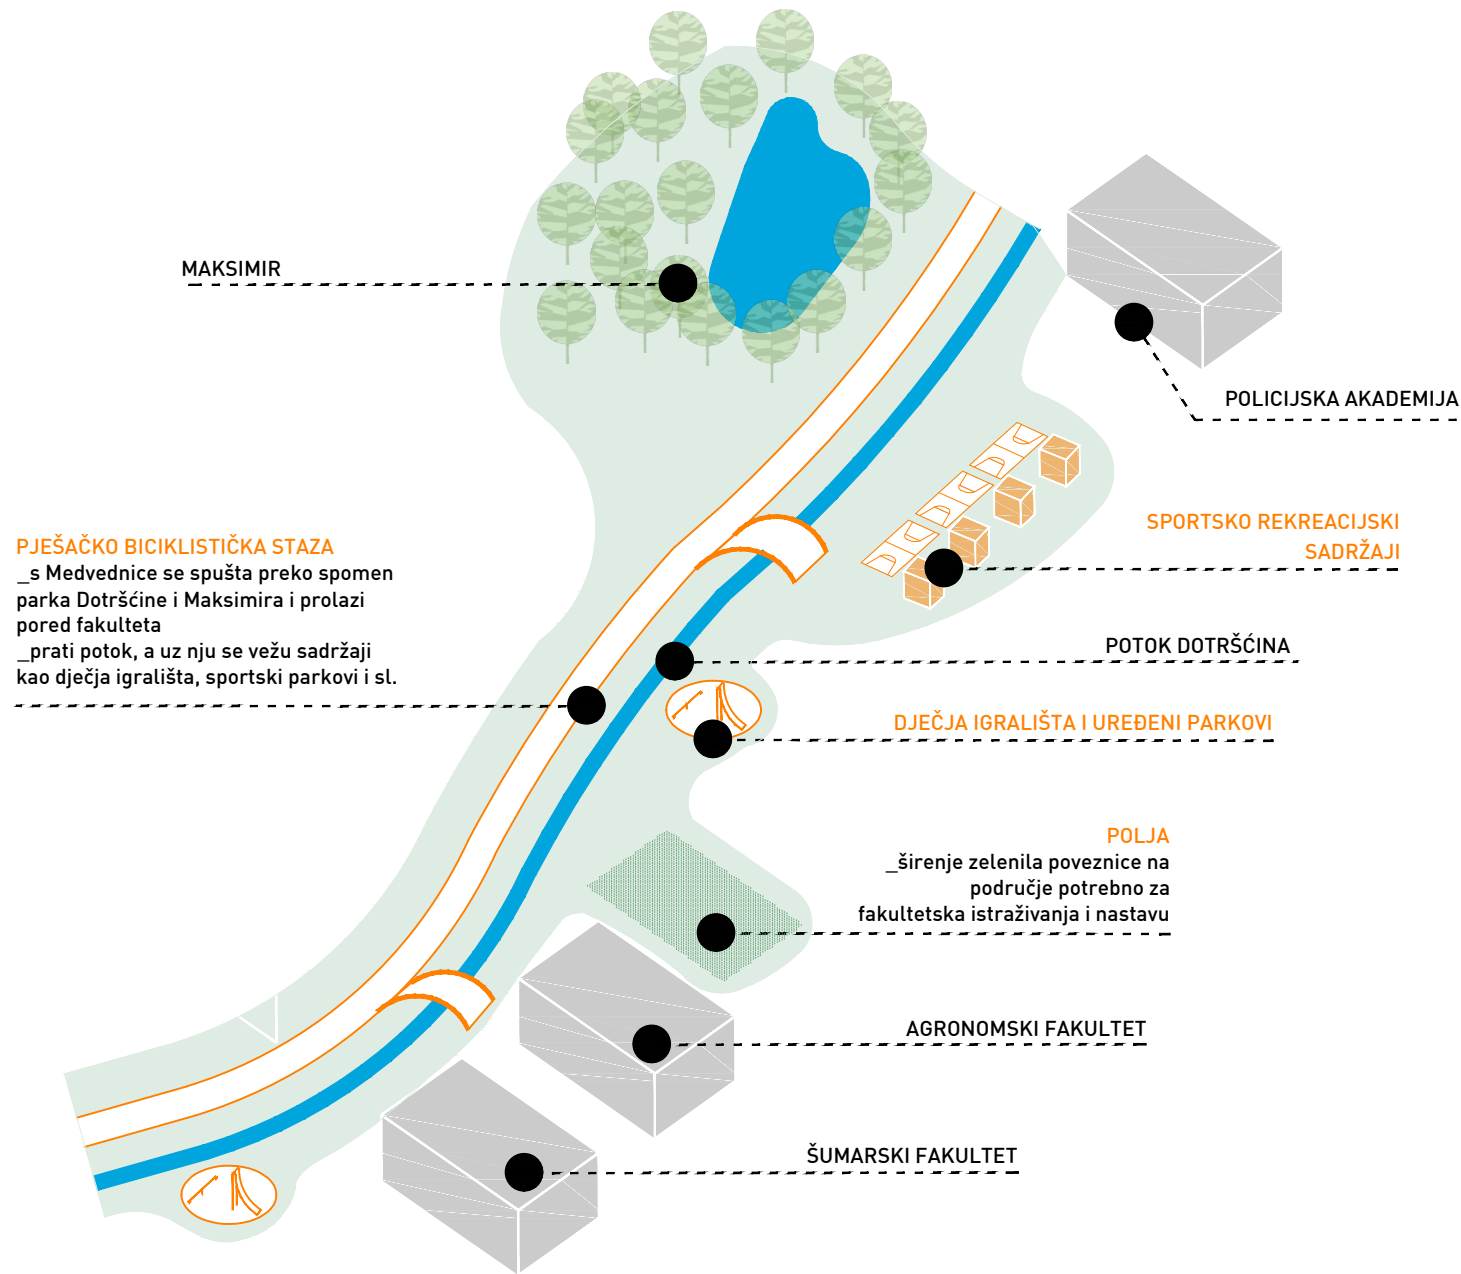 MAKSIMIR
POLICIJSKA AKADEMIJA
PJEŠAČKO BICIKLISTIČKA STAZA
_s Medvednice se spušta preko spomen
parka Dotršćine i Maksimira i prolazi
pored fakulteta
_prati potok, a uz nju se vežu sadržaji
kao dječja igrališta, sportski parkovi i sl.
SPORTSKO REKREACIJSKI
SADRŽAJI
POTOK DOTRŠĆINA
DJEČJA IGRALIŠTA I UREĐENI PARKOVI
POLJA
_širenje zelenila poveznice na
područje potrebno za
fakultetska istraživanja i nastavu
AGRONOMSKI FAKULTET
ŠUMARSKI FAKULTET